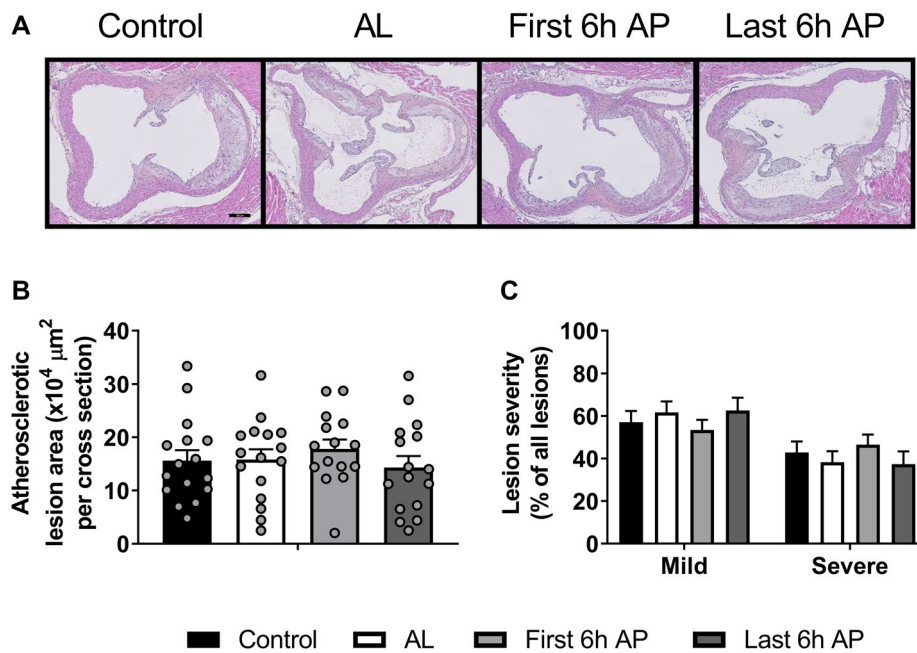 A
Control AL First 6h AP Last 6h AP
B
Atherosclerotic
lesion area (x10⁴ µm²
per cross section)
40
30
20
10
0
C
Lesion severity
(% of all lesions)
100
80
60
40
20
0
Mild Severe
Control AL First 6h AP Last 6h AP